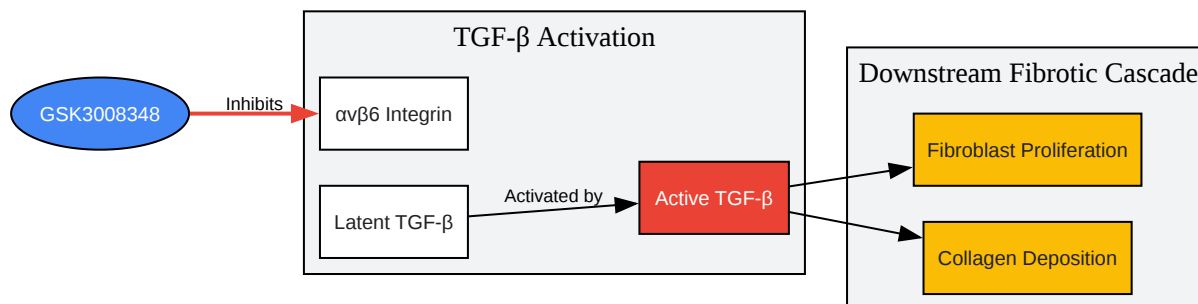 TGF-β Activation
Downstream Fibrotic Cascade
GSK3008348
Inhibits
αvβ6 Integrin
Fibroblast Proliferation
Latent TGF-β
Activated by
Active TGF-β
Collagen Deposition